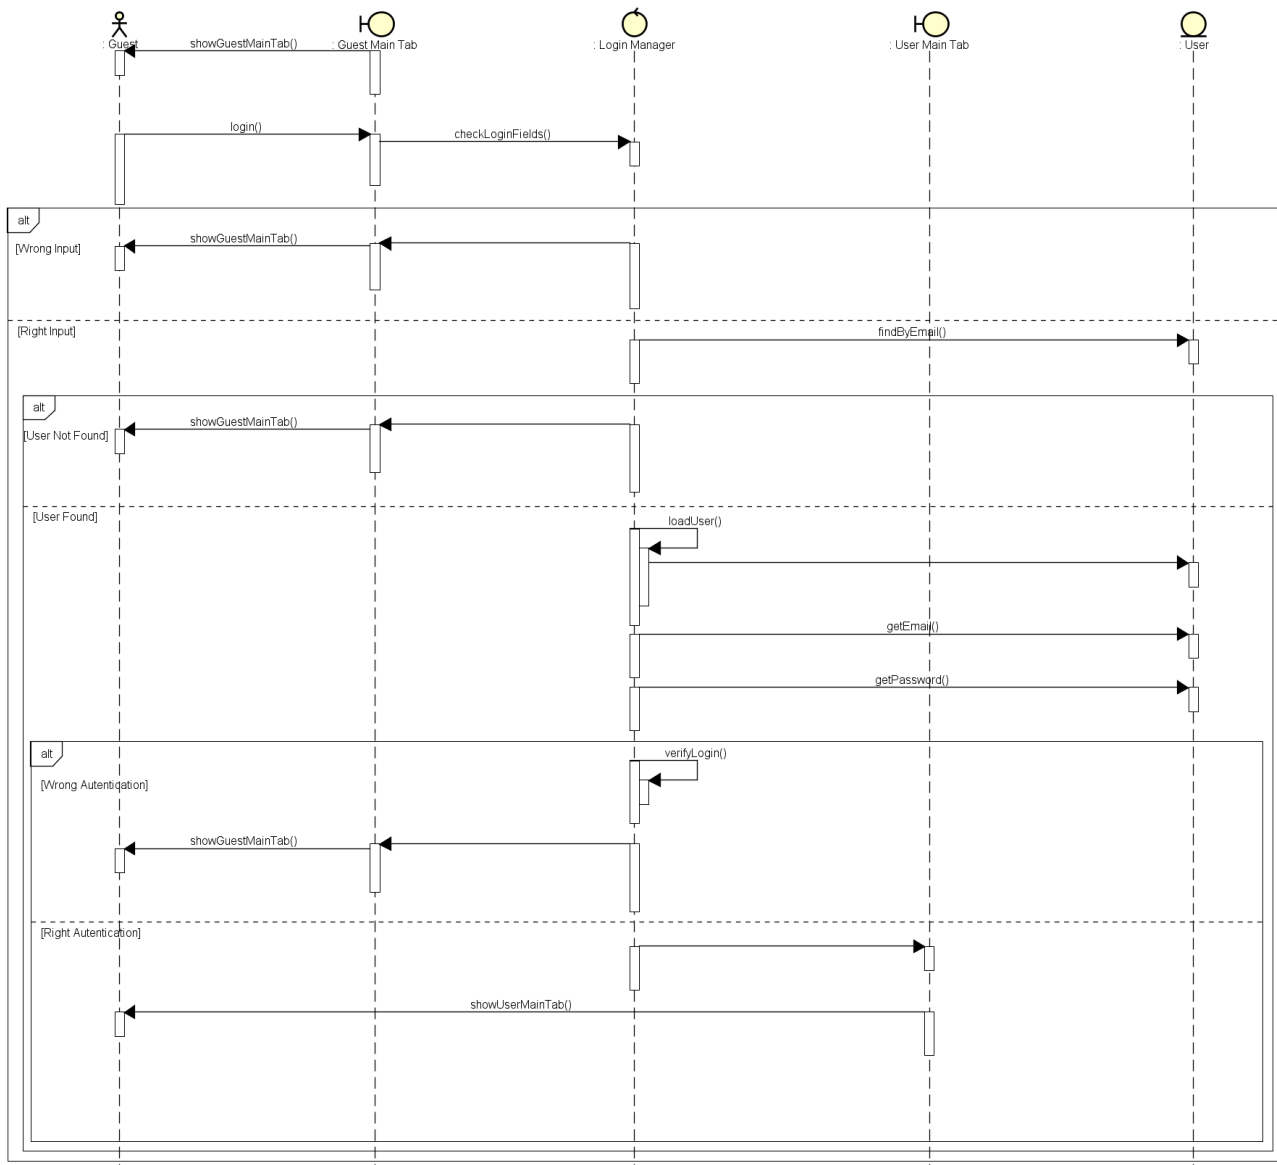 : Guest
: Guest Main Tab
: Login Manager
: User Main Tab
: User
showGuestMainTab()
login()
checkLoginFields()
alt
[Wrong Input]
showGuestMainTab()
[Right Input]
findByEmail()
alt
[User Not Found]
showGuestMainTab()
[User Found]
loadUser()
getEmail()
getPassword()
alt
verifyLogin()
[Wrong Autentication]
showGuestMainTab()
[Right Autentication]
showUserMainTab()